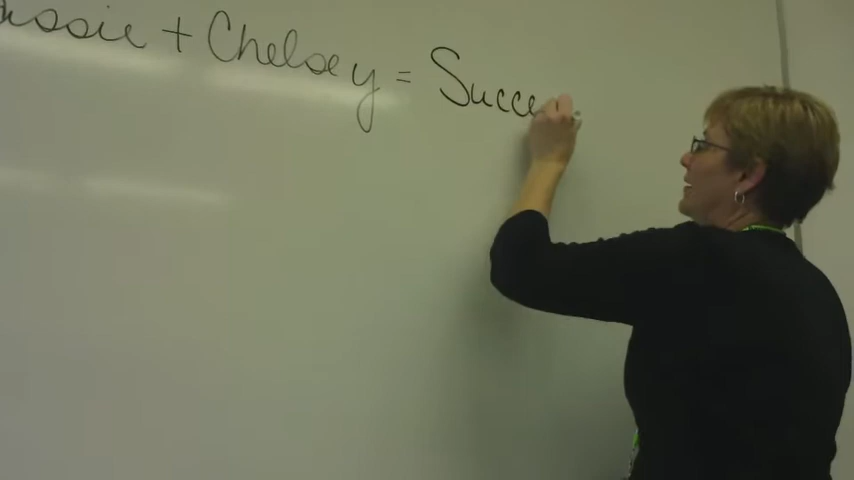 + Chelsey = Succe